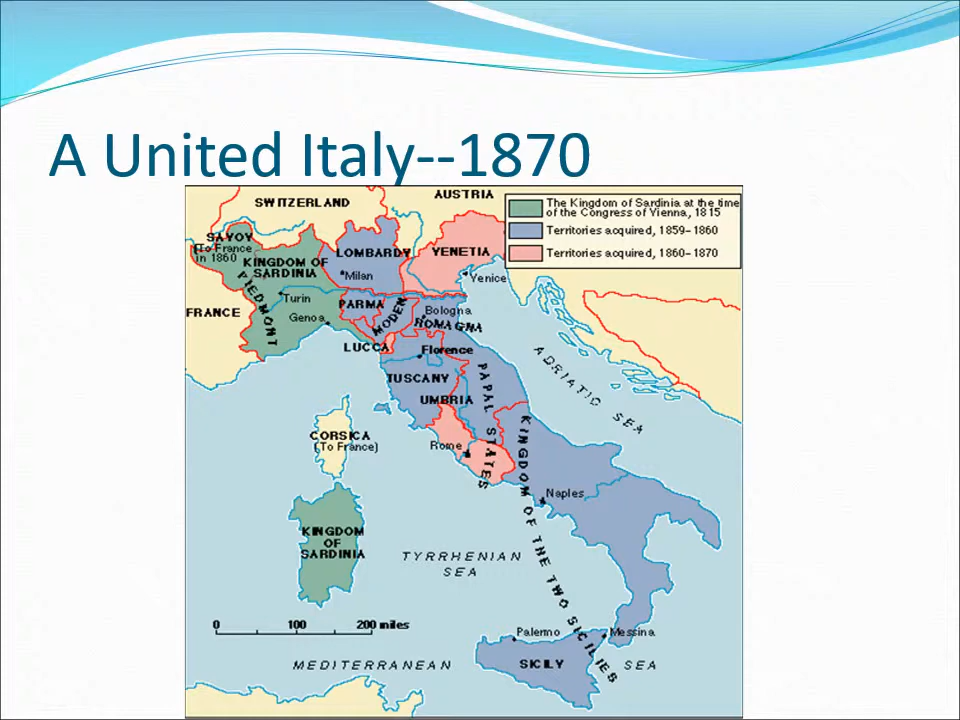 A United Italy--1870
SWITZERLAND
AUSTRIA
The Kingdom of Sardinia at the time
of the Congress of Vienna, 1815
Territories acquired, 1859-1860
Territories acquired, 1860-1870
SAVOY
(To France
in 1860
KINGDOM OF
SARDINIA
LOMBARDY
VENETIA
Milan
Venice
PIEDMONT
Turin
PARMA
MODEN
Bologna
FRANCE
Genoa
ROMAGNA
LUCCA
Florence
ADRIATIC SEA
TUSCANY
PAPAL STATES
UMBRIA
CORSICA
(To France)
Rome
KINGDOM OF THE TWO SICILIES
Naples
KINGDOM
OF
SARDINIA
TYRRHENIAN
SEA
0 100 200 miles
Palermo
Messina
MEDITERRANEAN SEA
SICILY